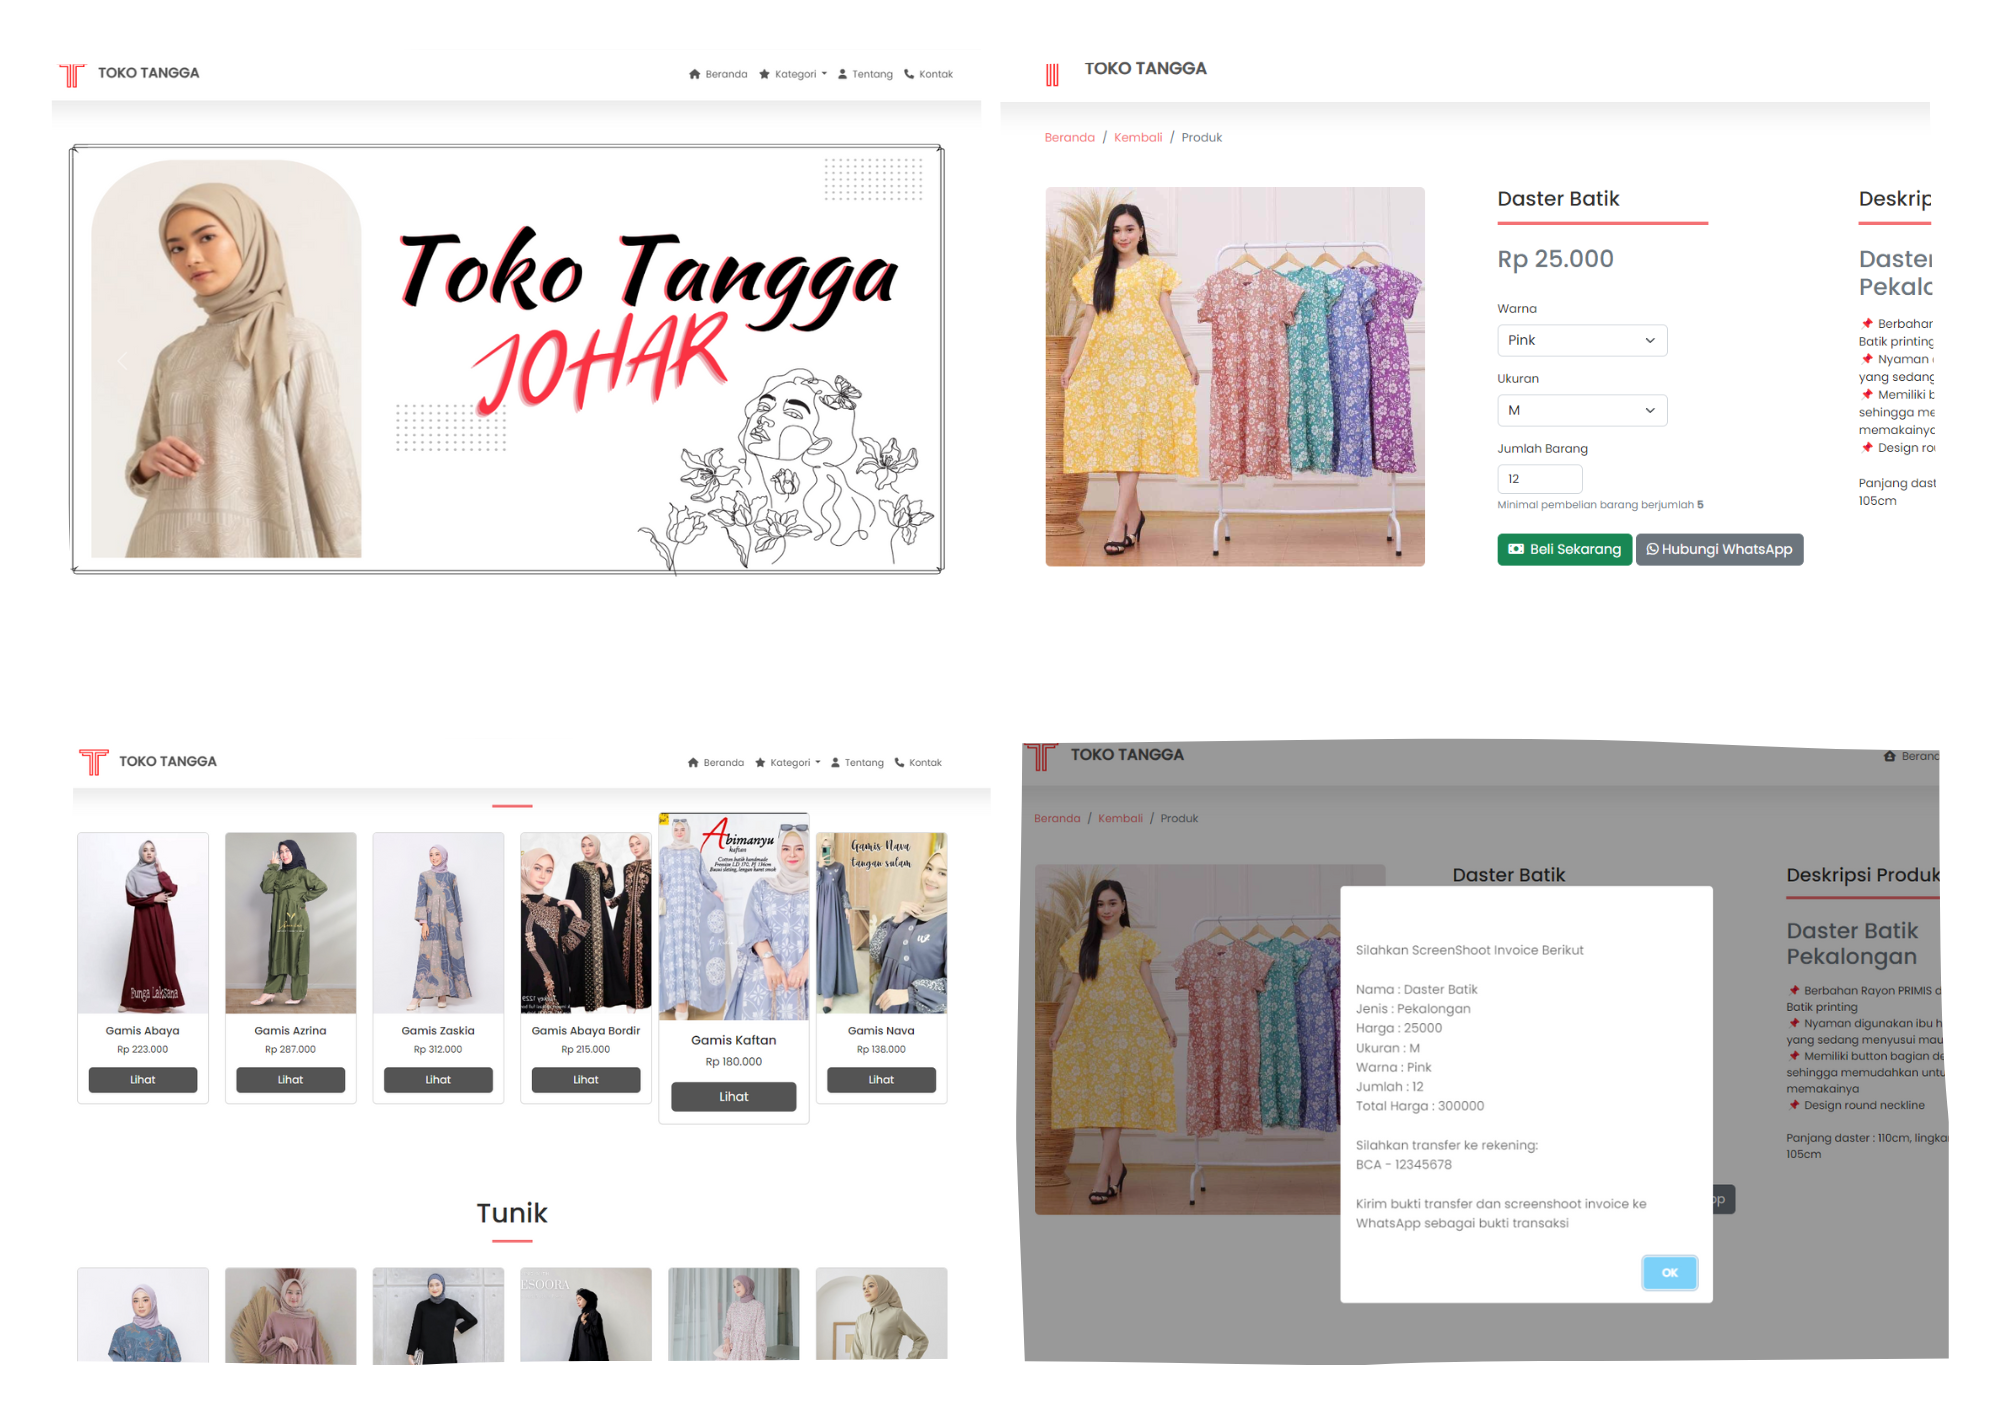 TOKO TANGGA
Beranda Kategori Tentang Kontak
Toko Tangga
JOHAR
TOKO TANGGA
Beranda / Kembali / Produk
Daster Batik
Rp 25.000
Warna
Pink
Ukuran
M
Jumlah Barang
12
Minimal pembelian barang berjumlah 5
Beli Sekarang
Hubungi WhatsApp
Deskrip
Daster
Pekalo
Berbahar
Batik printing
Nyaman
yang sedang
Memiliki b
sehingga me
memakainya
Design rou
Panjang dast
105cm
TOKO TANGGA
Beranda Kategori Tentang Kontak
Bunga Laksana
Abimanyu
kaftan
Gamis Nava
tangan sulam
Gamis Abaya
Rp 223.000
Lihat
Gamis Azrina
Rp 287.000
Lihat
Gamis Zaskia
Rp 312.000
Lihat
Gamis Abaya Bordir
Rp 215.000
Lihat
Gamis Kaftan
Rp 180.000
Lihat
Gamis Nava
Rp 138.000
Lihat
Tunik
ESOORA
TOKO TANGGA
Beranc
Beranda / Kembali / Produk
Daster Batik
Silahkan ScreenShoot Invoice Berikut
Nama : Daster Batik
Jenis : Pekalongan
Harga : 25000
Ukuran : M
Warna : Pink
Jumlah : 12
Total Harga : 300000
Silahkan transfer ke rekening:
BCA - 12345678
Kirim bukti transfer dan screenshoot invoice ke
WhatsApp sebagai bukti transaksi
OK
pp
Deskripsi Produk
Daster Batik
Pekalongan
Berbahan Rayon PRIMIS d
Batik printing
Nyaman digunakan ibu h
yang sedang menyusui mau
Memiliki button bagian de
sehingga memudahkan untu
memakainya
Design round neckline
Panjang daster : 110cm, lingka
105cm